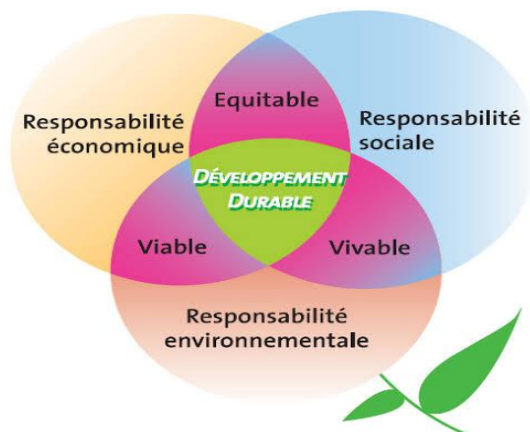 Equitable
Responsabilité
économique
Responsabilité
sociale
DÉVELOPPEMENT
DURABLE
Viable
Vivable
Responsabilité
environnementale